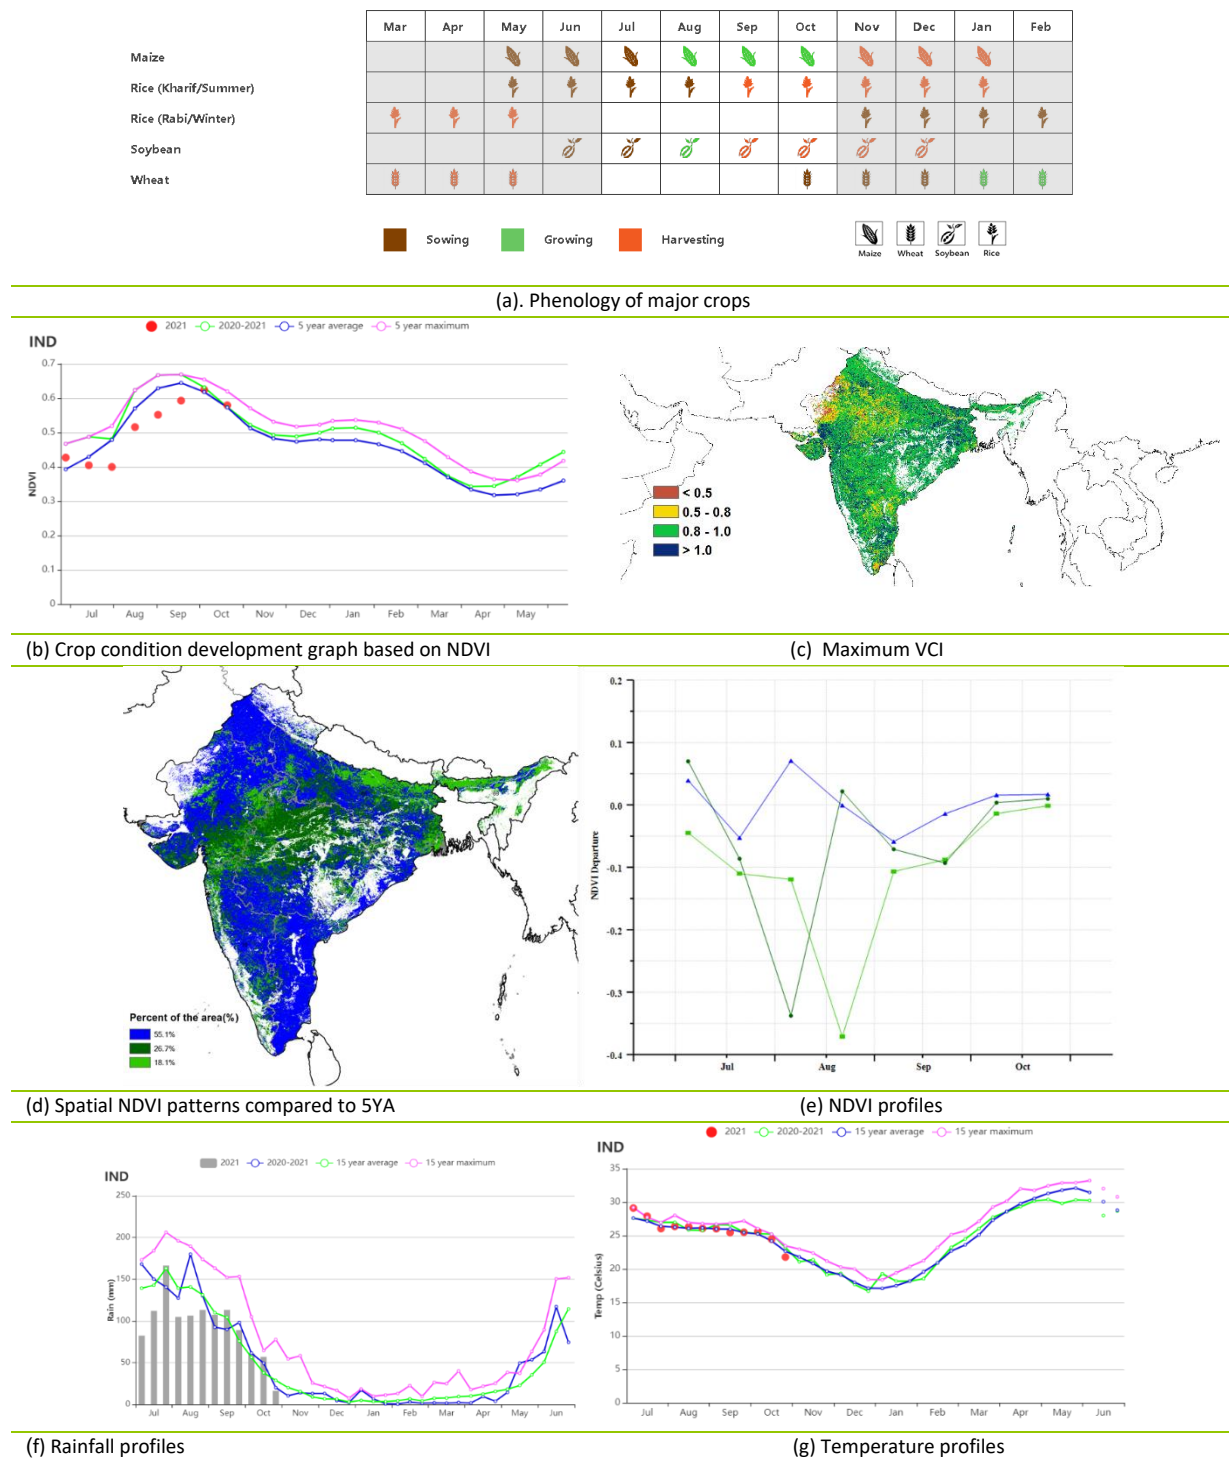 Mar Apr May Jun Jul Aug Sep Oct Nov Dec Jan Feb
Maize
Rice (Kharif/Summer)
Rice (Rabi/Winter)
Soybean
Wheat
Sowing Growing Harvesting
Maize Wheat Soybean Rice
(a). Phenology of major crops
2021 2020-2021 5 year average 5 year maximum
IND
NDVI
0.7
0.6
0.5
0.4
0.3
0.2
0.1
0
Jul Aug Sep Oct Nov Dec Jan Feb Mar Apr May
< 0.5
0.5 - 0.8
0.8 - 1.0
> 1.0
(b) Crop condition development graph based on NDVI
(c) Maximum VCI
Percent of the area(%)
55.1%
26.7%
18.1%
NDVI Departure
0.2
0.1
0.0
-0.1
-0.2
-0.3
-0.4
Jul Aug Sep Oct
(d) Spatial NDVI patterns compared to 5YA
(e) NDVI profiles
2021 2020-2021 15 year average 15 year maximum
IND
Rain (mm)
250
200
150
100
50
0
Jul Aug Sep Oct Nov Dec Jan Feb Mar Apr May Jun
2021 2020-2021 15 year average 15 year maximum
IND
Temp (Celsius)
35
30
25
20
15
10
5
0
Jul Aug Sep Oct Nov Dec Jan Feb Mar Apr May Jun
(f) Rainfall profiles
(g) Temperature profiles